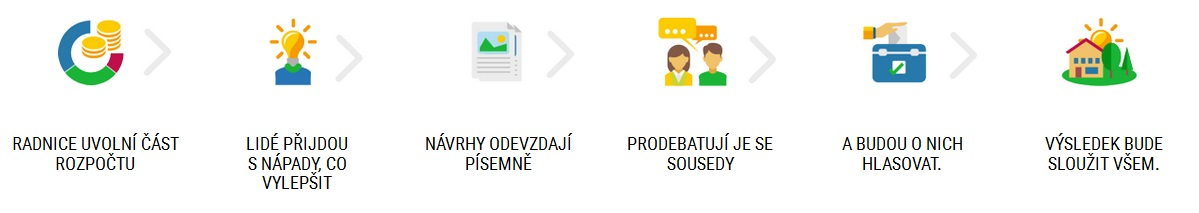 RADNICE UVOLNÍ ČÁST
ROZPOČTU
LIDÉ PŘIJDOU
S NÁPADY, CO
VYLEPŠIT
NÁVRHY ODEVZDAJÍ
PÍSEMNĚ
PRODEBATUJÍ JE SE
SOUSEDY
A BUDOU O NICH
HLASOVAT.
VÝSLEDEK BUDE
SLOUŽIT VŠEM.